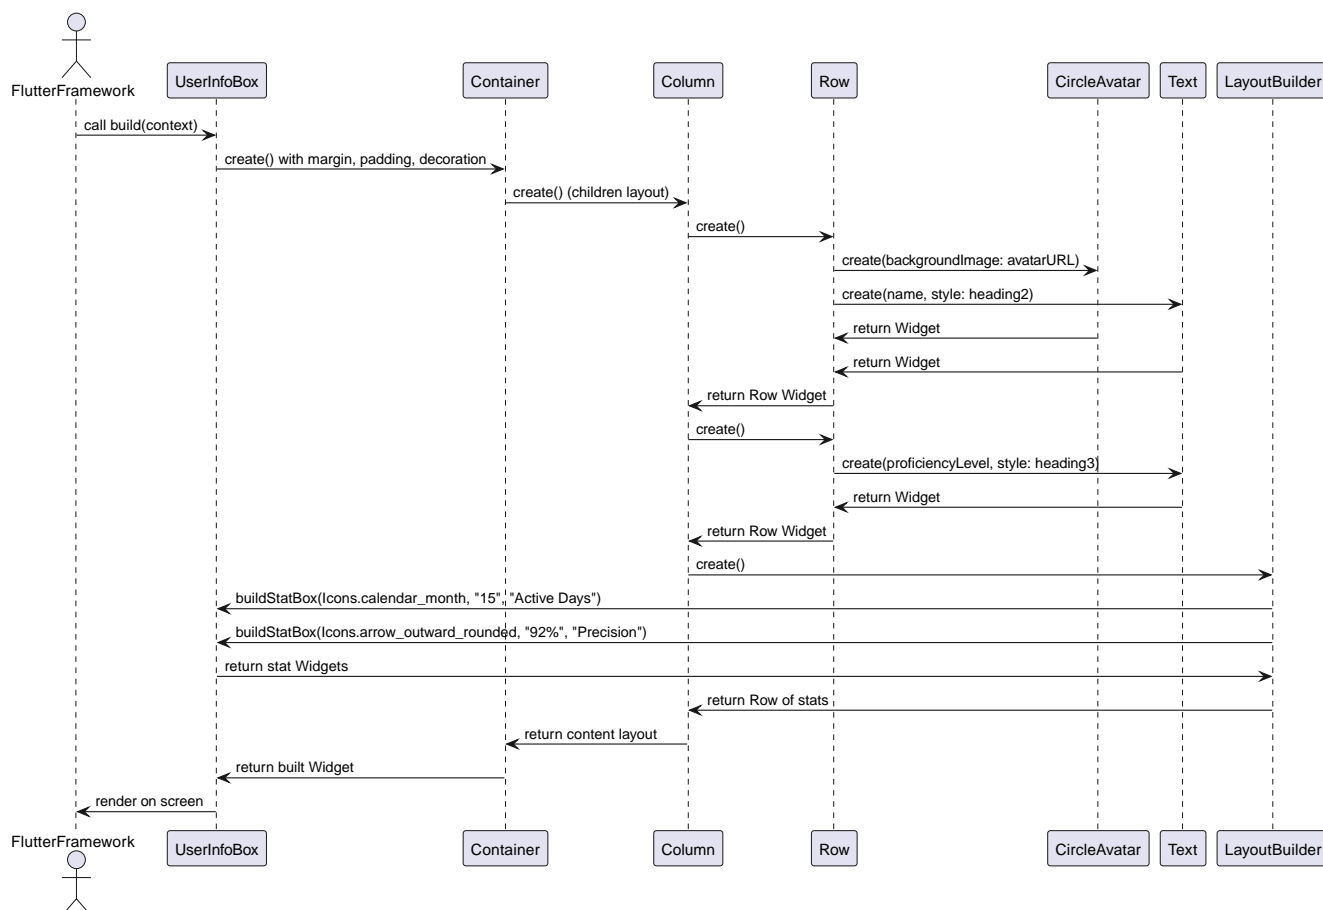 FlutterFramework
UserInfoBox
Container
Column
Row
CircleAvatar
Text
LayoutBuilder
call build(context)
create() with margin, padding, decoration
create() (children layout)
create()
create(backgroundImage: avatarURL)
create(name, style: heading2)
return Widget
return Widget
return Row Widget
create()
create(proficiencyLevel, style: heading3)
return Widget
return Row Widget
create()
buildStatBox(Icons.calendar_month, "15", "Active Days")
buildStatBox(Icons.arrow_outward_rounded, "92%", "Precision")
return stat Widgets
return Row of stats
return content layout
return built Widget
render on screen
FlutterFramework
UserInfoBox
Container
Column
Row
CircleAvatar
Text
LayoutBuilder